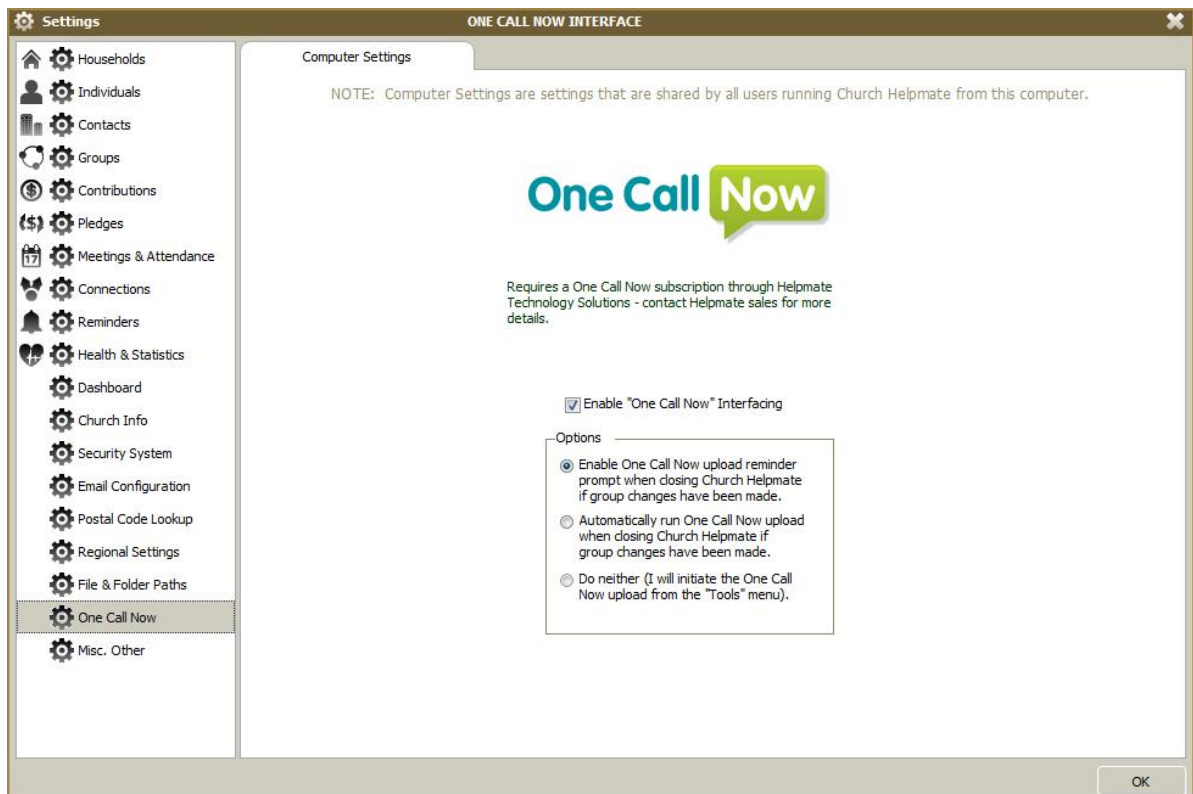 Settings
ONE CALL NOW INTERFACE
Households
Individuals
Contacts
Groups
Contributions
Pledges
17
Meetings & Attendance
Connections
Reminders
Health & Statistics
Dashboard
Church Info
Security System
Email Configuration
Postal Code Lookup
Regional Settings
File & Folder Paths
One Call Now
Misc. Other
Computer Settings
NOTE: Computer Settings are settings that are shared by all users running Church Helpmate from this computer.
One Call Now
Requires a One Call Now subscription through Helpmate
Technology Solutions - contact Helpmate sales for more
details.
Enable "One Call Now" Interfacing
Options
Enable One Call Now upload reminder
prompt when closing Church Helpmate
if group changes have been made.
Automatically run One Call Now upload
when closing Church Helpmate if
group changes have been made.
Do neither (I will initiate the One Call
Now upload from the "Tools" menu).
OK